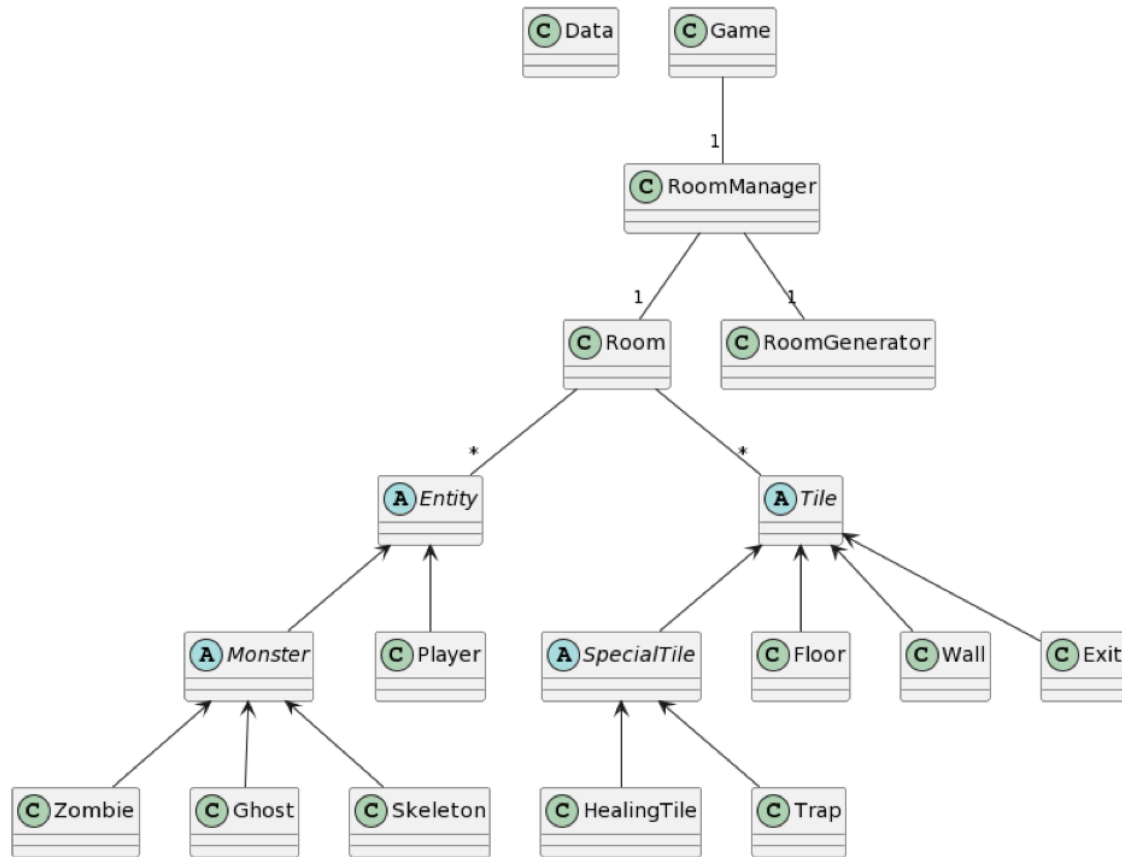 C Data
C Game
1
C RoomManager
1
1
C Room
C RoomGenerator
*
*
A Entity
A Tile
A Monster
C Player
A SpecialTile
C Floor
C Wall
C Exit
C Zombie
C Ghost
C Skeleton
C HealingTile
C Trap